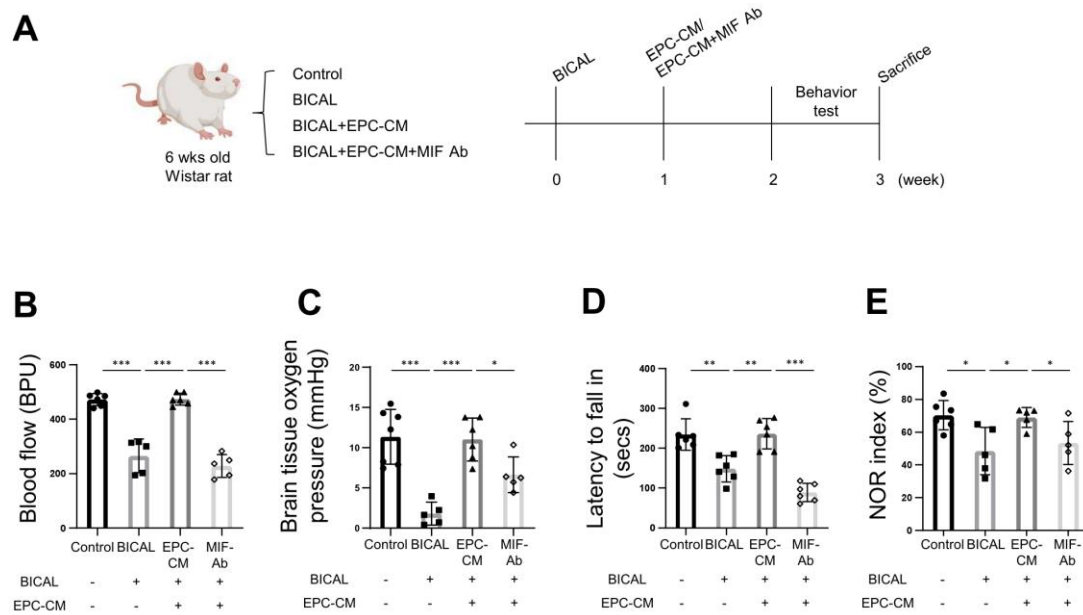 A
6 wks old
Wistar rat
Control
BICAL
BICAL+EPC-CM
BICAL+EPC-CM+MIF Ab
BICAL
EPC-CM/
EPC-CM+MIF Ab
Behavior
test
Sacrifice
0 1 2 3 (week)
B
Blood flow (BPU)
600
400
200
0
*** *** ***
Control BICAL EPC-CM MIF-Ab
BICAL - + + +
EPC-CM - - + +
C
Brain tissue oxygen
pressure (mmHg)
20
15
10
5
0
*** *** *
Control BICAL EPC-CM MIF-Ab
BICAL - + + +
EPC-CM - - + +
D
Latency to fall in
(secs)
400
300
200
100
0
** ** ***
Control BICAL EPC-CM MIF-Ab
BICAL - + + +
EPC-CM - - + +
E
NOR index (%)
100
80
60
40
20
0
* * *
Control BICAL EPC-CM MIF-Ab
BICAL - + + +
EPC-CM - - + +